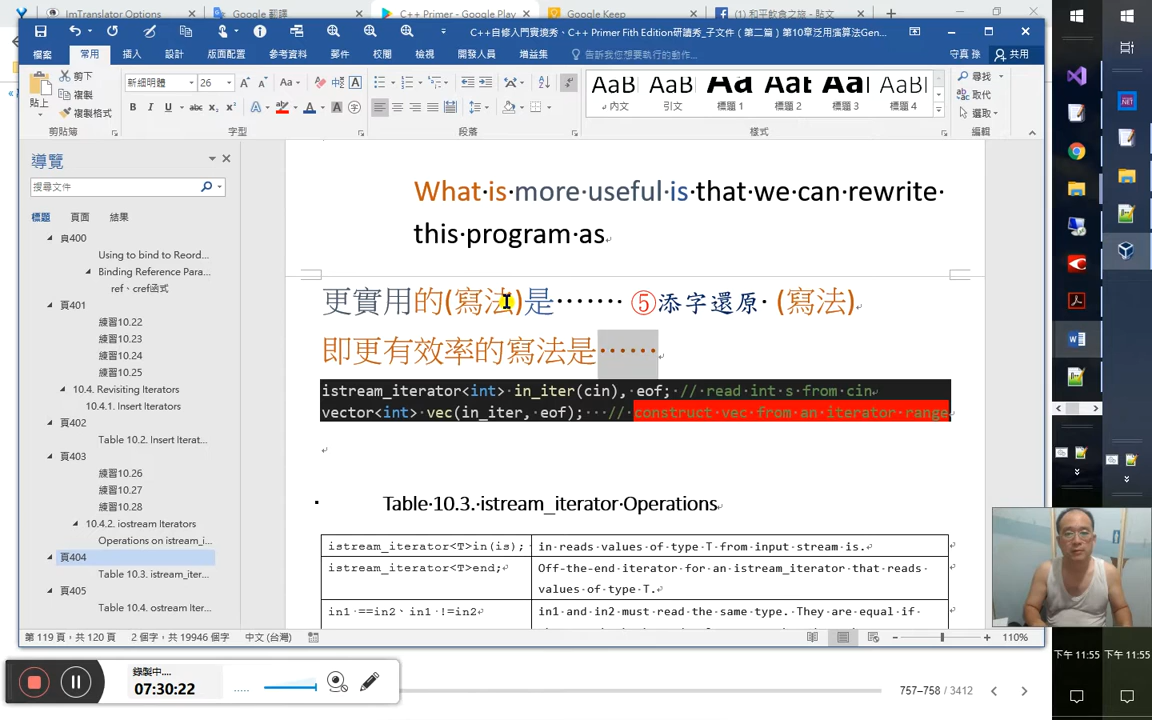 ImTranslator Options
Google 翻譯
C++ Primer - Google Play
Google Keep
(1) 和平飲食之旅 - 貼文
C++自修入門實境秀、C++ Primer Fith Edition研讀秀_子文件（第二篇）第10章泛用演算法Gen...
檔案
常用
插入
設計
版面配置
參考資料
郵件
校閱
檢視
開發人員
增益集
告訴我您想要執行的動作...
守真 孫
共用
貼上
剪下
複製
複製格式
剪貼簿
新細明體
26
字型
段落
AaB
AaB
Aa
Aat
Aal
AaBl
內文
引文
標題 1
標題 2
標題 3
標題 4
樣式
尋找
取代
選取
編輯
導覽
搜尋文件
標題
頁面
結果
頁400
Using to bind to Reord...
Binding Reference Para...
ref、cref函式
頁401
練習10.22
練習10.23
練習10.24
練習10.25
10.4. Revisiting Iterators
10.4.1. Insert Iterators
頁402
Table 10.2. Insert Iterat...
頁403
練習10.26
練習10.27
練習10.28
10.4.2. iostream Iterators
Operations on istream_i...
頁404
Table 10.3. istream_iter...
頁405
Table 10.4. ostream Iter...
What is more useful is that we can rewrite
this program as
更實用的(寫法)是······· ⑤添字還原 (寫法)
即更有效率的寫法是······
istream_iterator<int> in_iter(cin), eof; // read int s from cin
vector<int> vec(in_iter, eof); // construct vec from an iterator range
Table 10.3. istream_iterator Operations
istream_iterator<T>in(is); in reads values of type T from input stream is.
istream_iterator<T>end; Off-the-end iterator for an istream_iterator that reads
values of type T.
in1 ==in2、in1 !=in2 in1 and in2 must read the same type. They are equal if
第 119 頁，共 120 頁
2 個字，共 19946 個字
中文 (台灣)
110%
錄製中...
07:30:22
757–758 / 3412
下午 11:55
下午 11:55